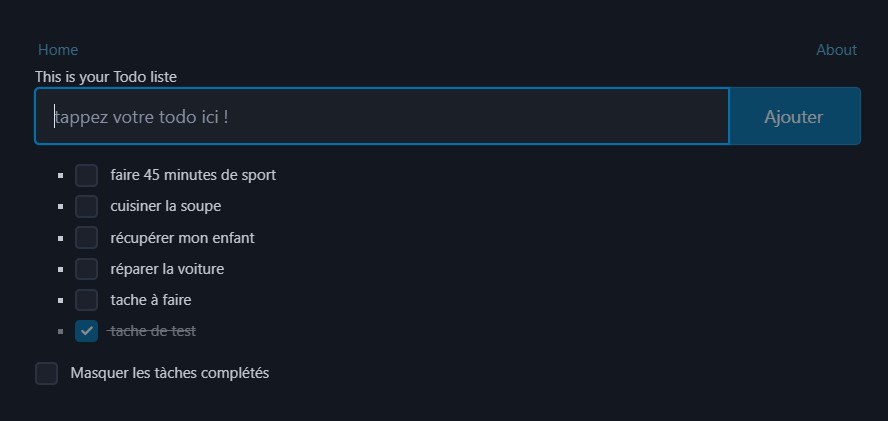 Home
About
This is your Todo liste
tappez votre todo ici !
Ajouter
faire 45 minutes de sport
cuisiner la soupe
récupérer mon enfant
réparer la voiture
tache à faire
tache de test
Masquer les tàches complétés